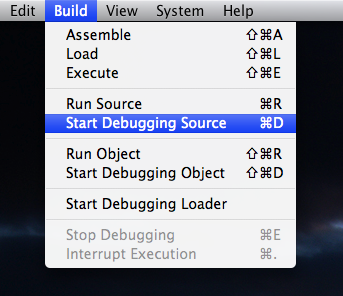 Edit Build View System Help
Assemble ⇧⌘A
Load ⇧⌘L
Execute ⇧⌘E
Run Source ⌘R
Start Debugging Source ⌘D
Run Object ⇧⌘R
Start Debugging Object ⇧⌘D
Start Debugging Loader
Stop Debugging ⌘E
Interrupt Execution ⌘.